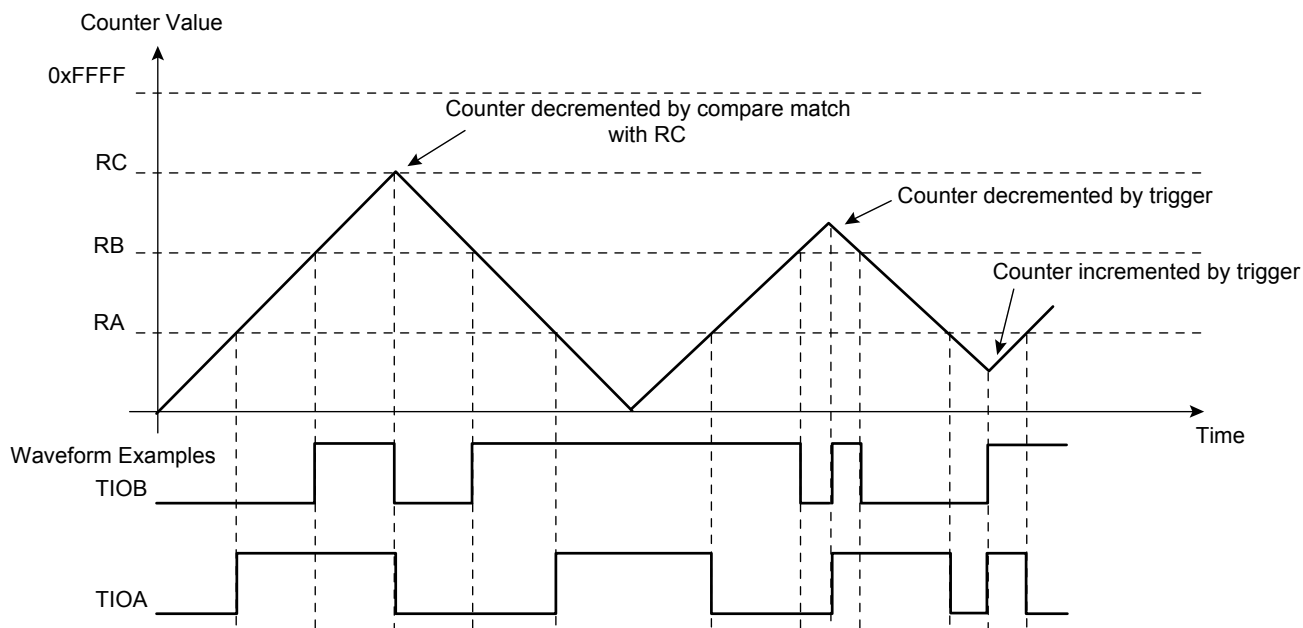 Counter Value
0xFFFF
Counter decremented by compare match
with RC
RC
Counter decremented by trigger
RB
Counter incremented by trigger
RA
Time
Waveform Examples
TIOB
TIOA